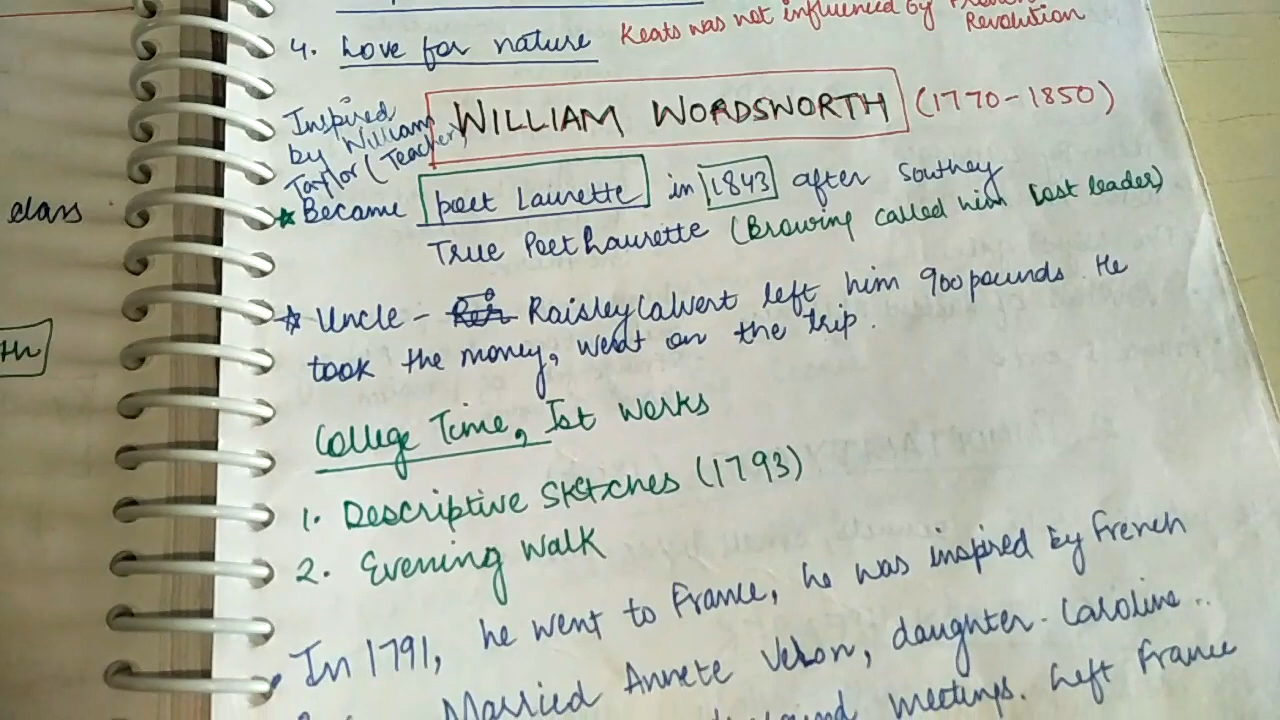 4. Love for nature Keats was not influenced by French
Revolution
Inspired
by William
Taylor (Teacher)
WILLIAM WORDSWORTH (1770-1850)
class
★ Became poet Laurette in 1843 after Southey
True Poet Laurette (Browing called him Lost leader)
☆ Uncle - Raisley Calvert left him 900 pounds. He
took the money, went on the trip.
th
College Time, Ist Works
1. Descriptive Sketches (1793)
2. Evening Walk
In 1791, he went to France, he was inspired by French
Married Annete Velon, daughter. Caroline..
meetings. Left France